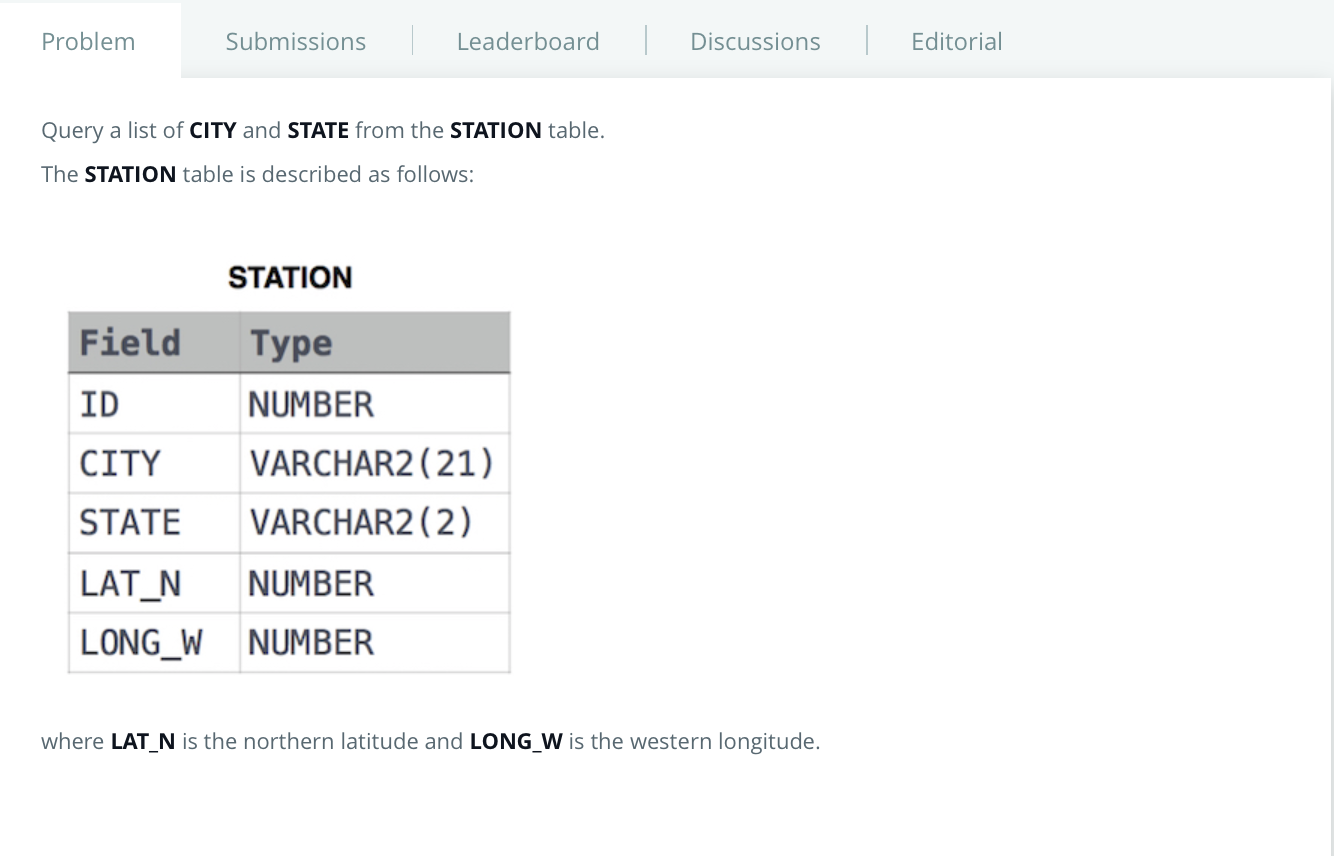 Problem Submissions Leaderboard Discussions Editorial
Query a list of CITY and STATE from the STATION table.
The STATION table is described as follows:
STATION
Field Type
ID NUMBER
CITY VARCHAR2(21)
STATE VARCHAR2(2)
LAT_N NUMBER
LONG_W NUMBER
where LAT_N is the northern latitude and LONG_W is the western longitude.